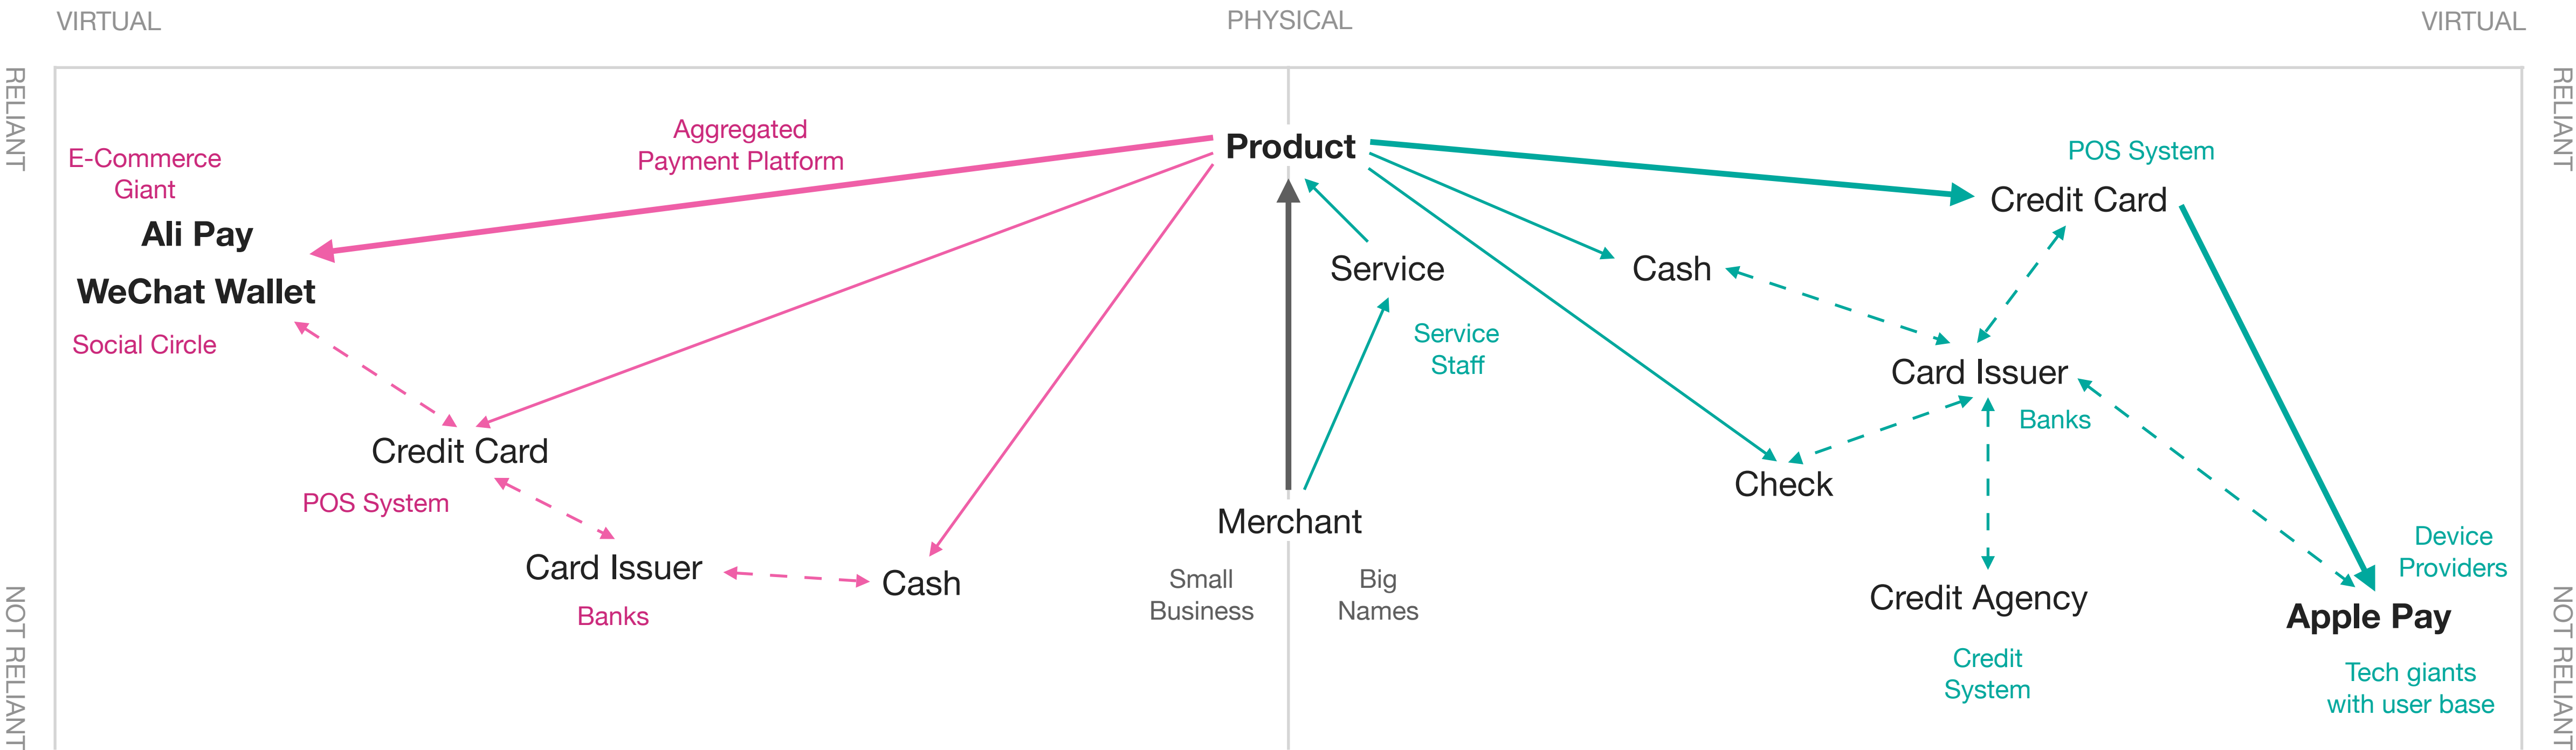 VIRTUAL
PHYSICAL
VIRTUAL
RELIANT
NOT RELIANT
E-Commerce
Giant
Ali Pay
WeChat Wallet
Social Circle
Aggregated
Payment Platform
Credit Card
POS System
Card Issuer
Banks
Cash
Product
Service
Service
Staff
Merchant
Small
Business
Big
Names
POS System
Credit Card
Cash
Card Issuer
Banks
Check
Credit Agency
Credit
System
Device
Providers
Apple Pay
Tech giants
with user base
RELIANT
NOT RELIANT